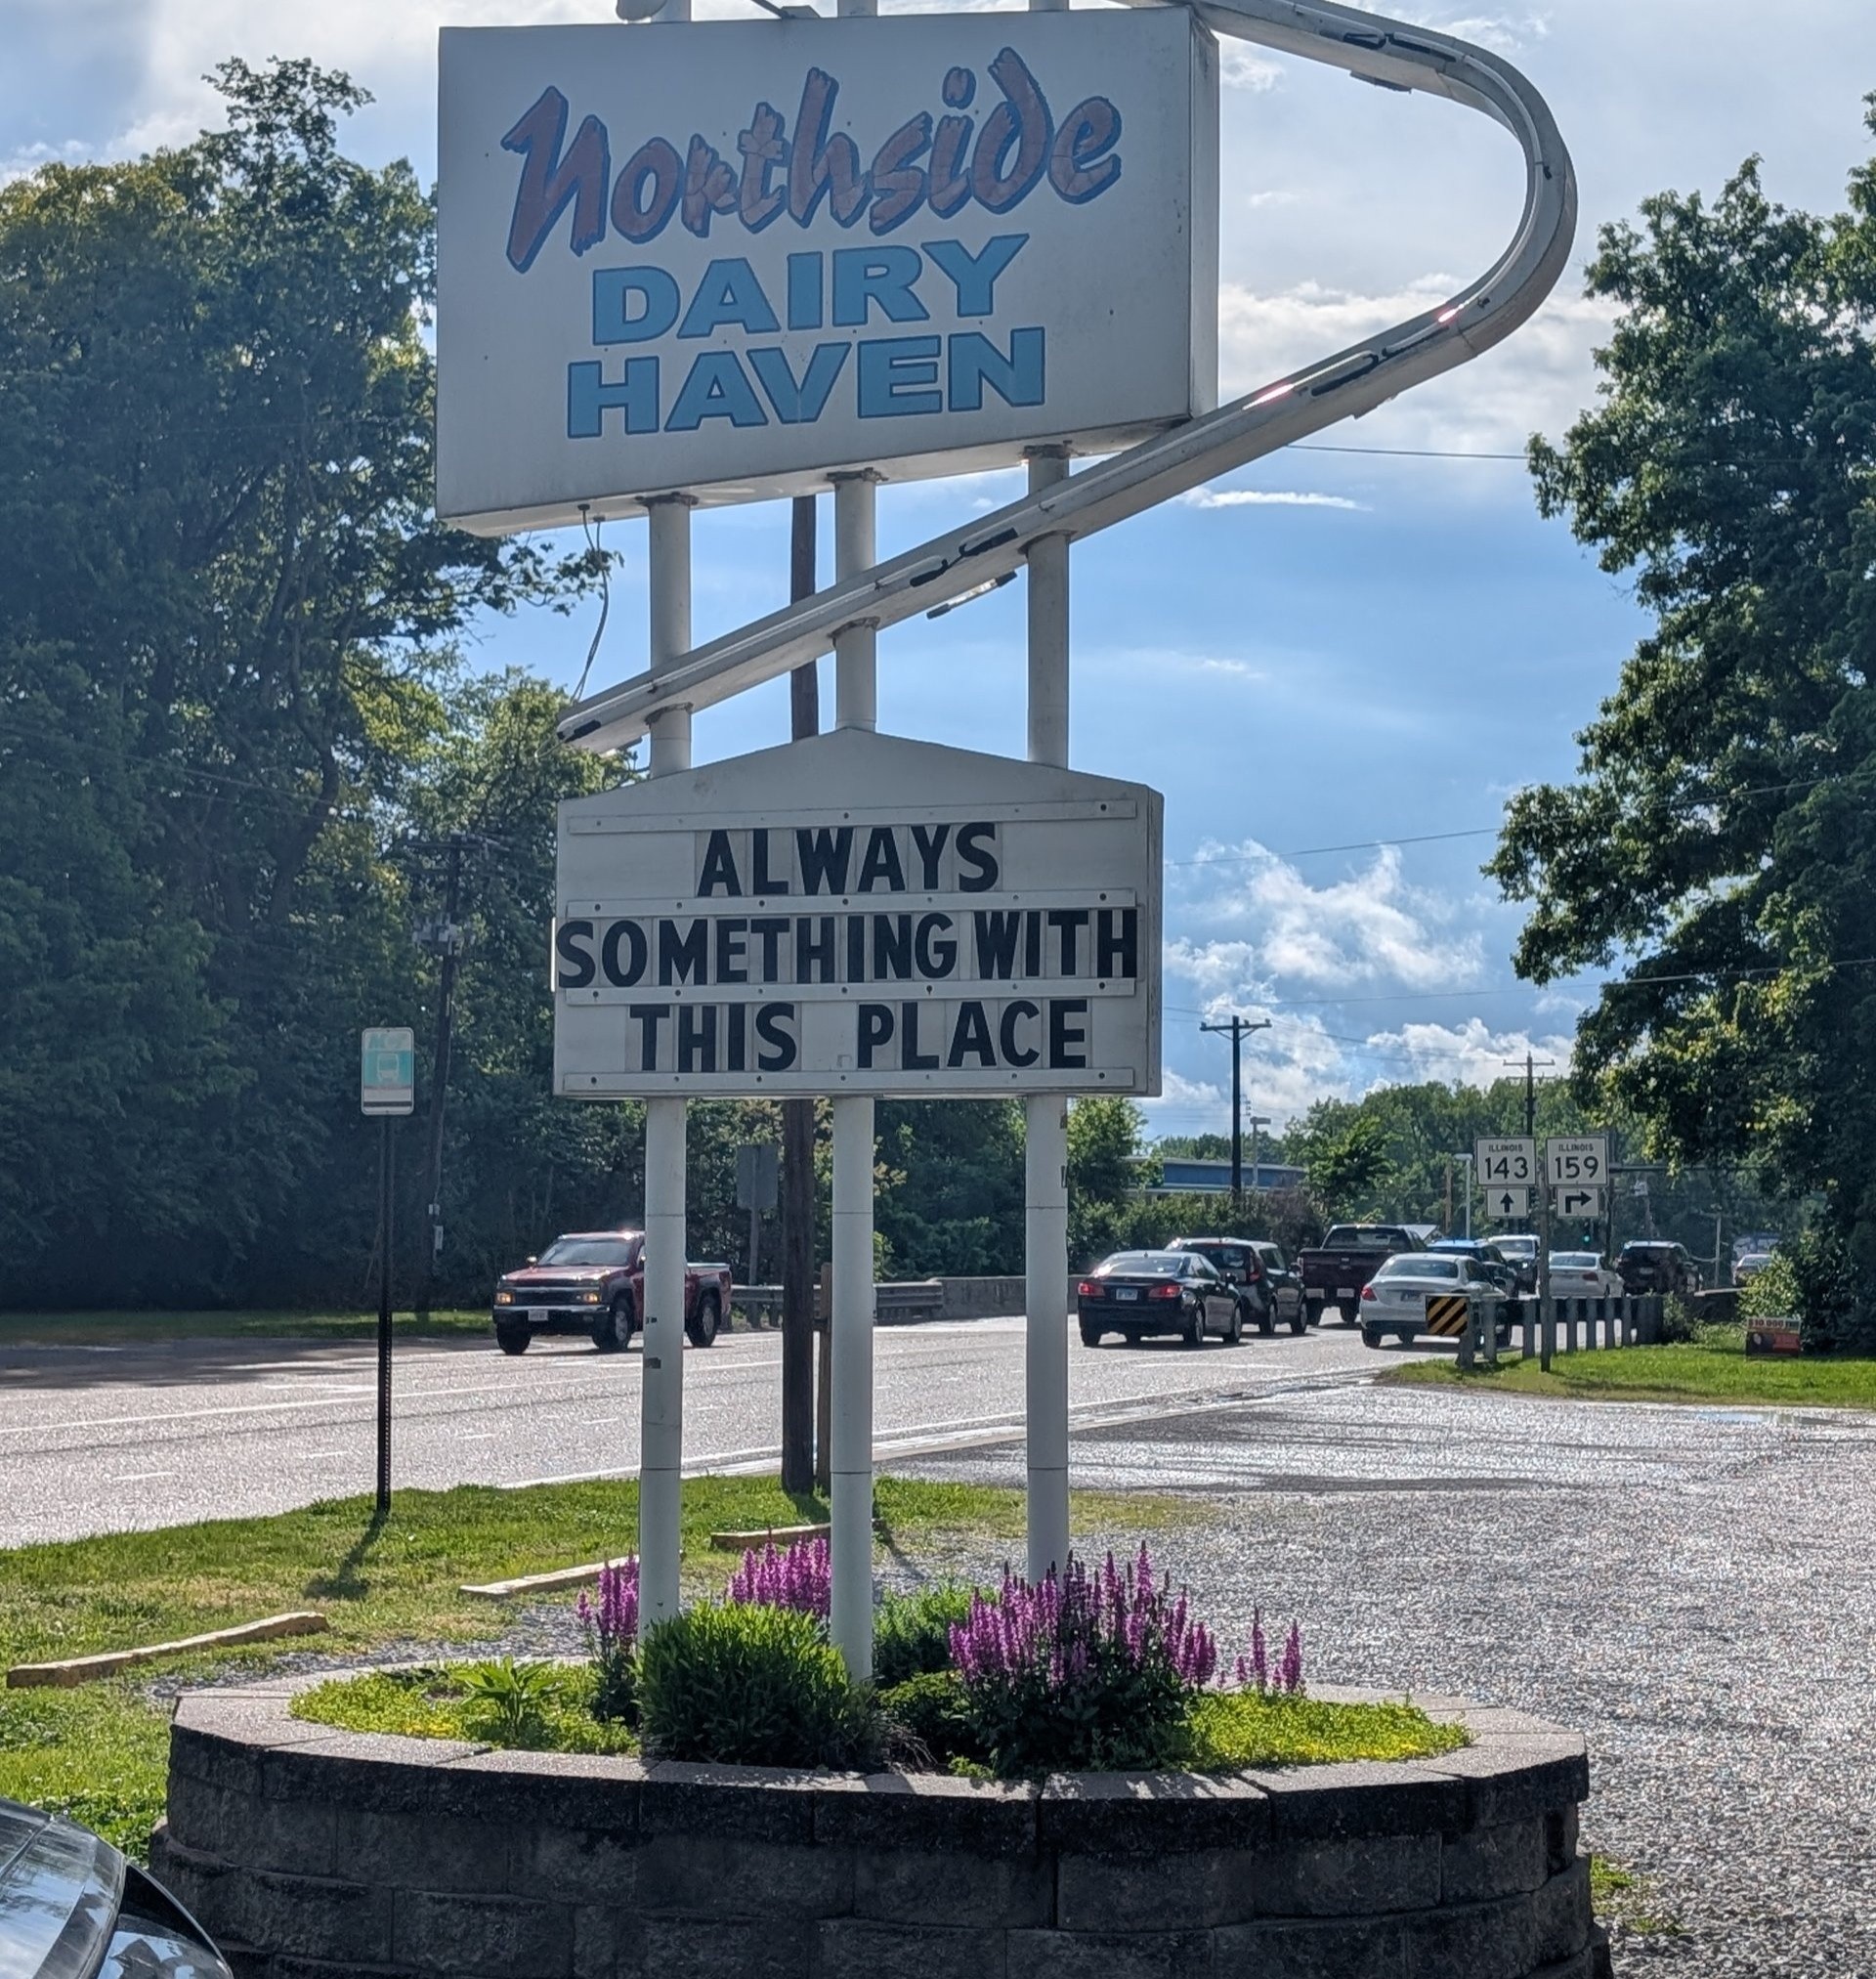 Northside
DAIRY
HAVEN
ALWAYS
SOMETHING WITH
THIS PLACE
ILLINOIS
143
ILLINOIS
159